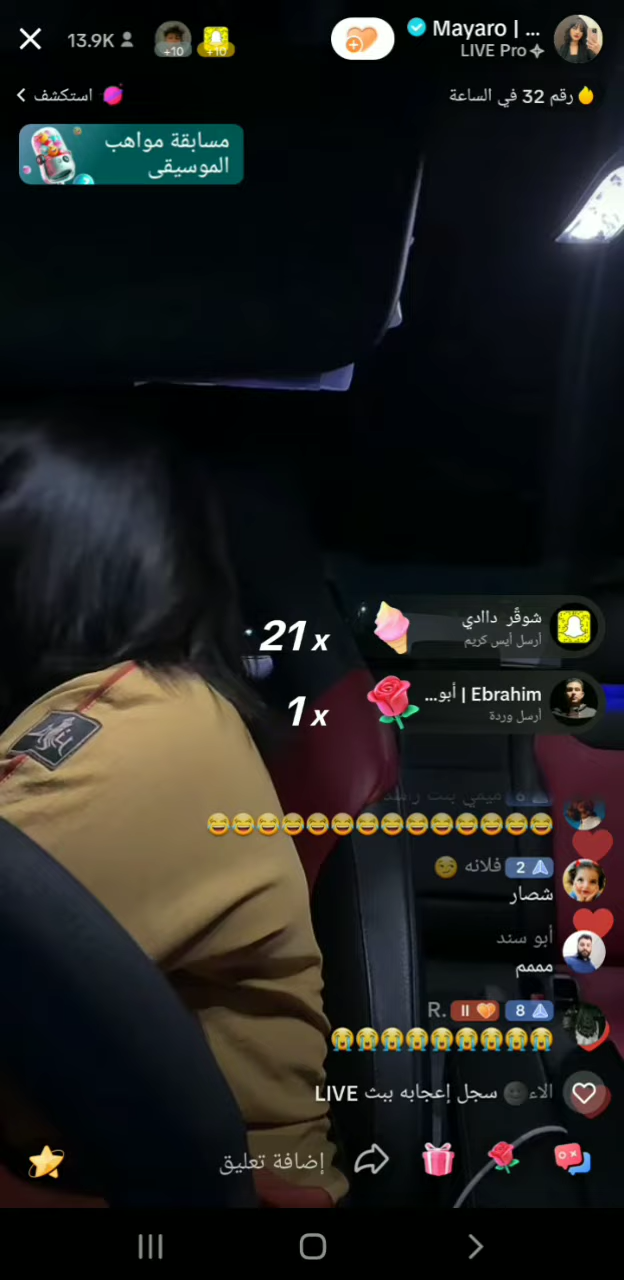 Mayaro | ...
LIVE Pro
13.9K
+10
+10
رقم 32 في الساعة
استكشف
مسابقة مواهب
الموسيقى
شوڤر داادي
أرسل أيس كريم
21x
Ebrahim | أبو...
أرسل وردة
1x
😂😂😂😂😂😂😂😂😂😂😂😂😂😂
2 فلانه 😏
شصار
أبو سند
مممم
8 II R.
😭😭😭😭😭😭😭😭😭
الاء🌚 سجل إعجابه ببث LIVE
إضافة تعليق